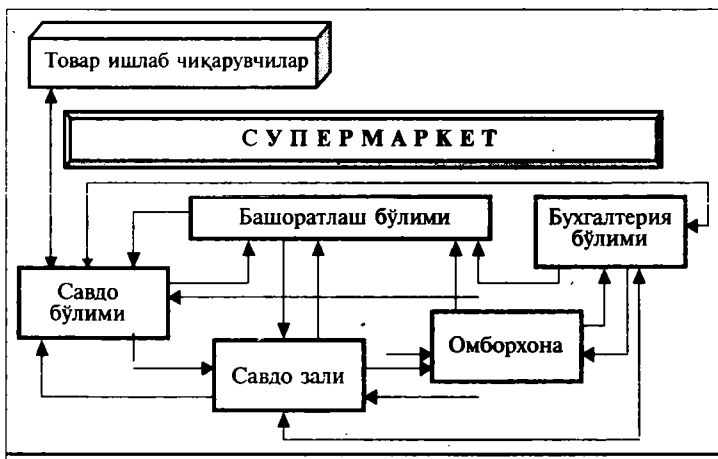 Товар ишлаб чиқарувчилар
СУПЕРМАРКЕТ
Башоратлаш бўлими
Бухгалтерия
бўлими
Савдо
бўлими
Омборхона
Савдо зали